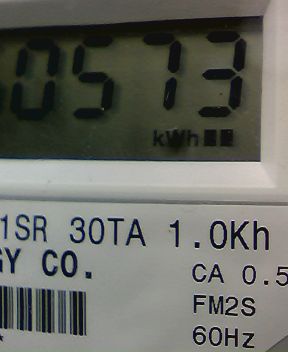 0573
kWh
1SR 30TA 1.0Kh
GY CO.
CA 0.5
FM2S
60Hz